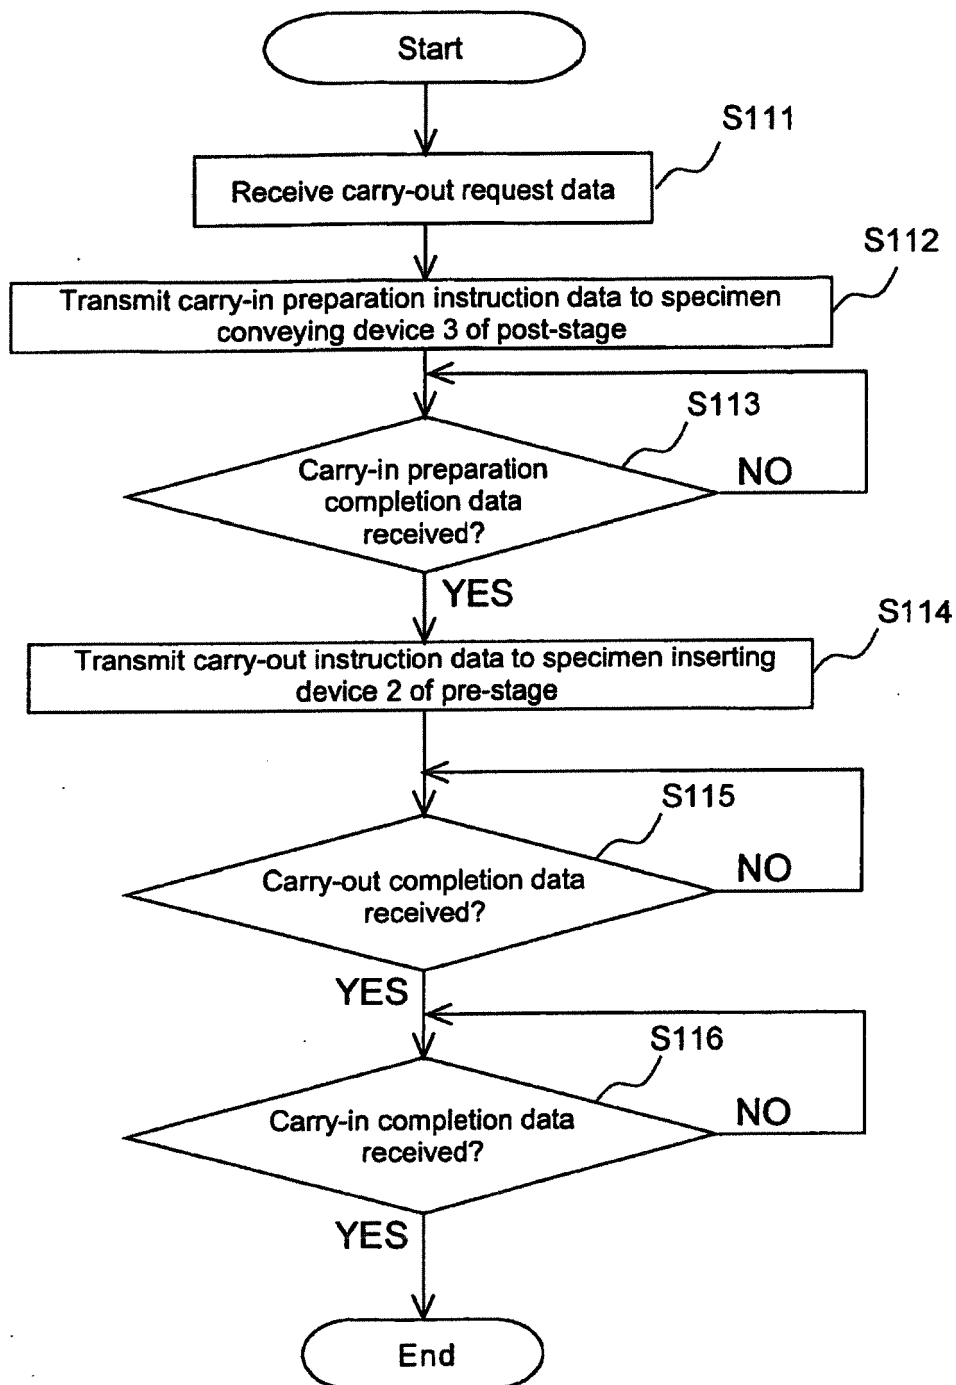 Start
S111
Receive carry-out request data
S112
Transmit carry-in preparation instruction data to specimen
conveying device 3 of post-stage
S113
Carry-in preparation
completion data
received?
NO
YES
S114
Transmit carry-out instruction data to specimen inserting
device 2 of pre-stage
S115
Carry-out completion data
received?
NO
YES
S116
Carry-in completion data
received?
NO
YES
End